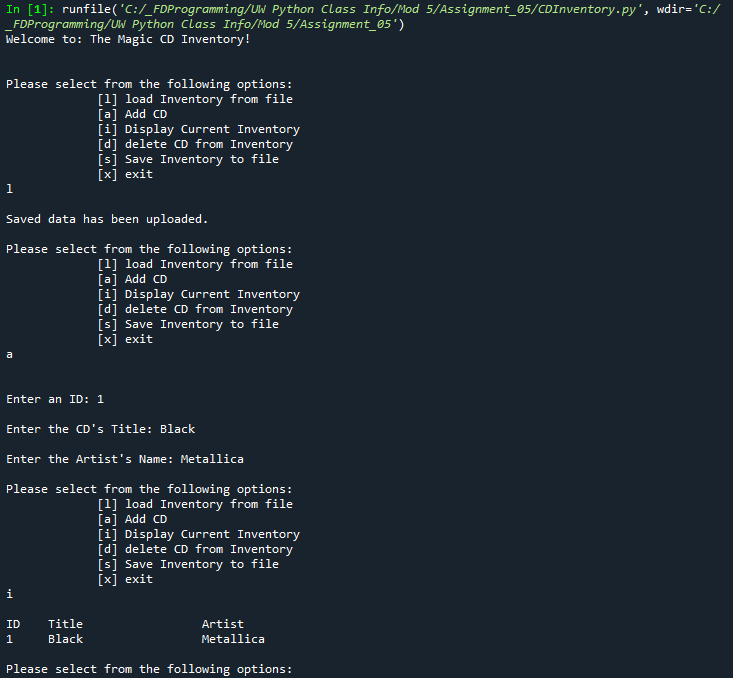 In [1]: runfile('C:/_FDProgramming/UW Python Class Info/Mod 5/Assignment_05/CDInventory.py', wdir='C:/
_FDProgramming/UW Python Class Info/Mod 5/Assignment_05')
Welcome to: The Magic CD Inventory!
Please select from the following options:
[l] load Inventory from file
[a] Add CD
[i] Display Current Inventory
[d] delete CD from Inventory
[s] Save Inventory to file
[x] exit
l
Saved data has been uploaded.
Please select from the following options:
[l] load Inventory from file
[a] Add CD
[i] Display Current Inventory
[d] delete CD from Inventory
[s] Save Inventory to file
[x] exit
a
Enter an ID: 1
Enter the CD's Title: Black
Enter the Artist's Name: Metallica
Please select from the following options:
[l] load Inventory from file
[a] Add CD
[i] Display Current Inventory
[d] delete CD from Inventory
[s] Save Inventory to file
[x] exit
i
ID Title Artist
1 Black Metallica
Please select from the following options: